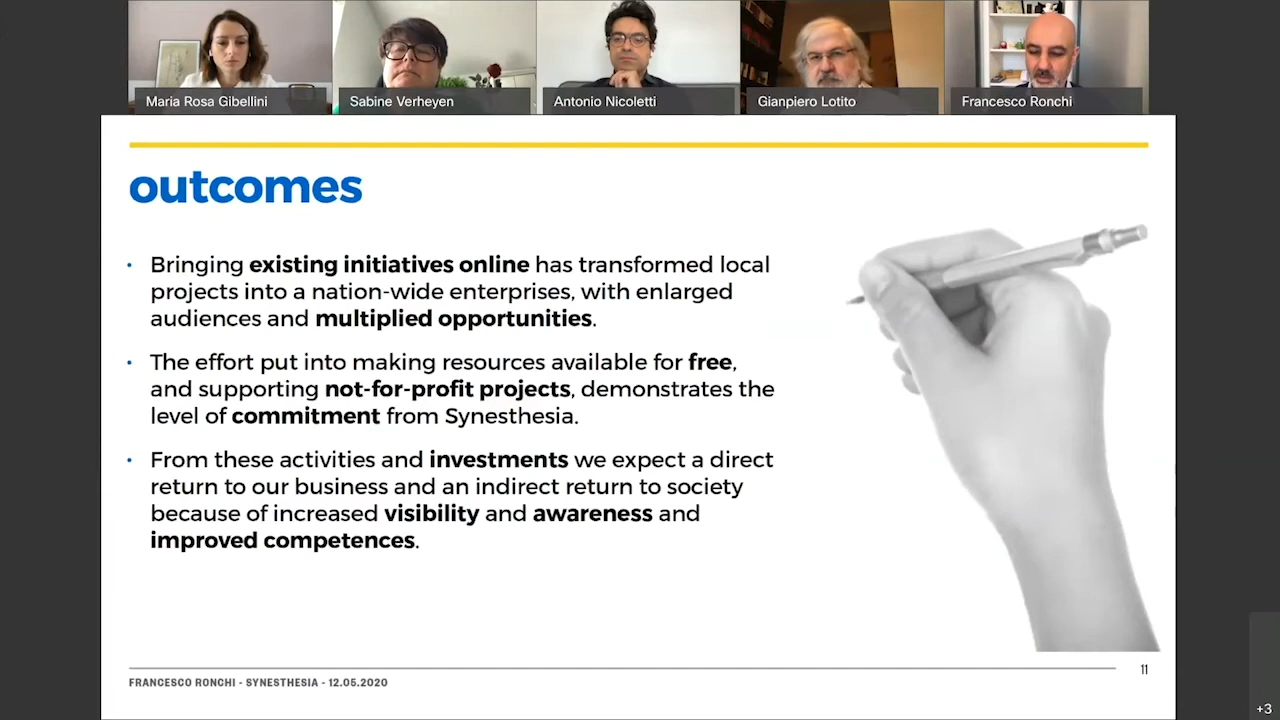 Maria Rosa Gibellini
Sabine Verheyen
Antonio Nicoletti
Gianpiero Lotito
Francesco Ronchi
outcomes
• Bringing existing initiatives online has transformed local
projects into a nation-wide enterprises, with enlarged
audiences and multiplied opportunities.
• The effort put into making resources available for free,
and supporting not-for-profit projects, demonstrates the
level of commitment from Synesthesia.
• From these activities and investments we expect a direct
return to our business and an indirect return to society
because of increased visibility and awareness and
improved competences.
11
FRANCESCO RONCHI - SYNESTHESIA - 12.05.2020
+3